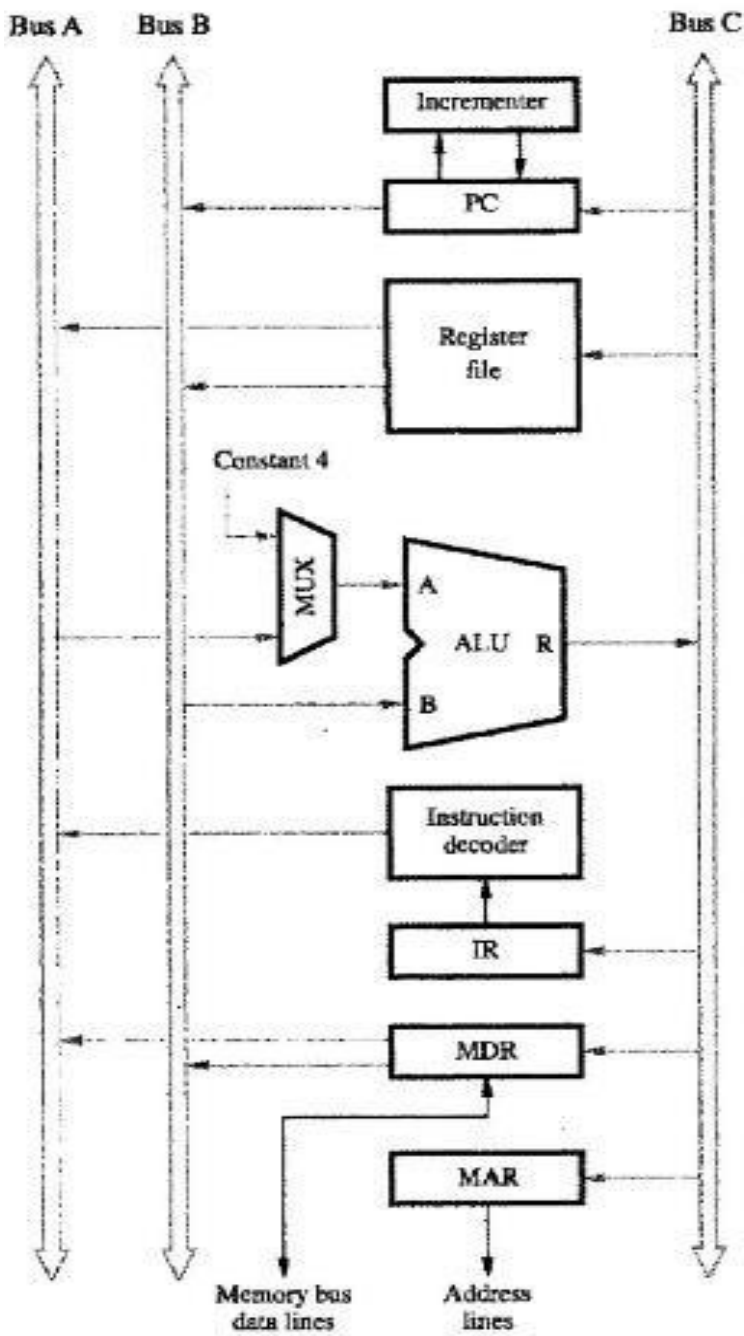 Bus A
Bus B
Bus C
Incrementer
PC
Register
file
Constant 4
MUX
A
ALU
R
B
Instruction
decoder
IR
MDR
MAR
Memory bus
data lines
Address
lines